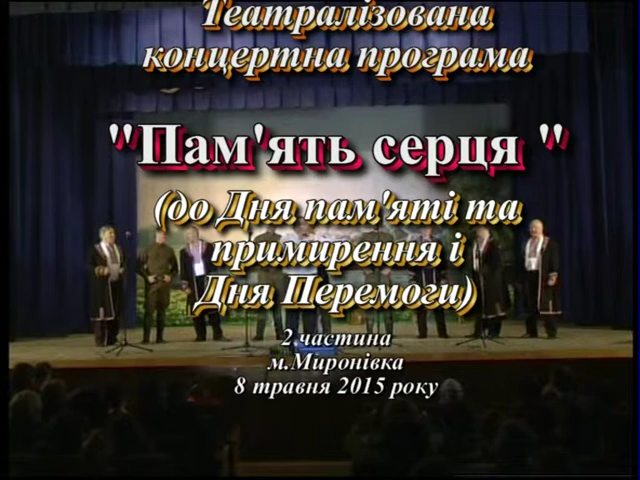 Театралізована
концертна програма
"Пам'ять серця "
(до Дня пам'яті та
примирення і
Дня Перемоги)
2 частина
м.Миронівка
8 травня 2015 року